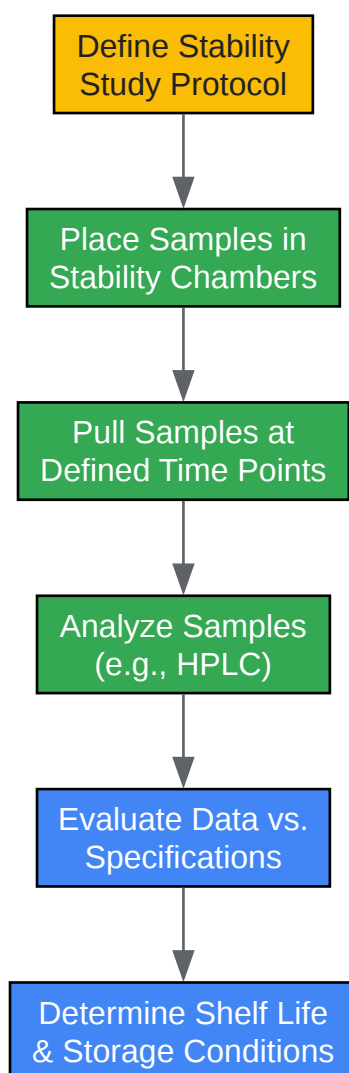 Define Stability
Study Protocol
Place Samples in
Stability Chambers
Pull Samples at
Defined Time Points
Analyze Samples
(e.g., HPLC)
Evaluate Data vs.
Specifications
Determine Shelf Life
& Storage Conditions